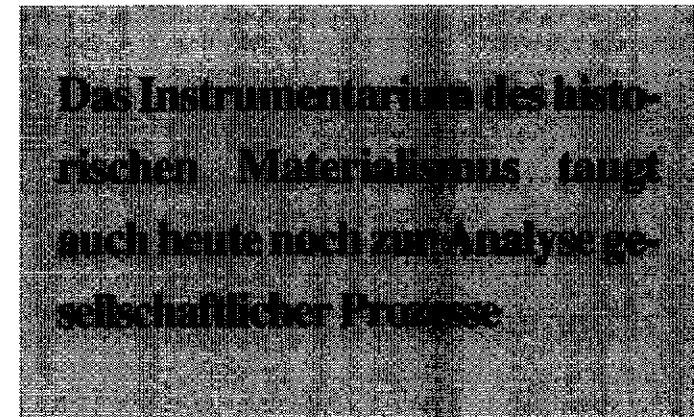 Das Instrumentarium des histo-
rischen Materialismus taugt
auch heute noch zur Analyse ge-
sellschaftlicher Prozesse